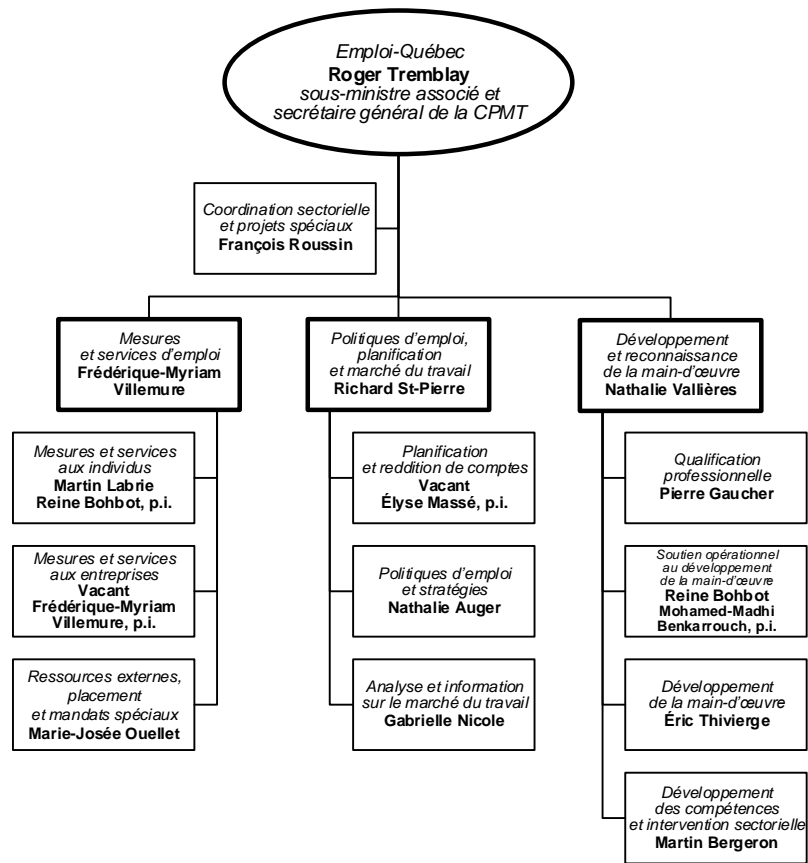 Emploi-Québec
Roger Tremblay
sous-ministre associé et
secrétaire général de la CPMT
Coordination sectorielle
et projets spéciaux
François Roussin
Mesures
et services d'emploi
Frédérique-Myriam
Villemure
Mesures et services
aux individus
Martin Labrie
Reine Bohbot, p.i.
Mesures et services
aux entreprises
Vacant
Frédérique-Myriam
Villemure, p.i.
Ressources externes,
placement
et mandats spéciaux
Marie-Josée Ouellet
Politiques d'emploi,
planification
et marché du travail
Richard St-Pierre
Planification
et reddition de comptes
Vacant
Élyse Massé, p.i.
Politiques d'emploi
et stratégies
Nathalie Auger
Analyse et information
sur le marché du travail
Gabrielle Nicole
Développement
et reconnaissance
de la main-d'œuvre
Nathalie Vallières
Qualification
professionnelle
Pierre Gaucher
Soutien opérationnel
au développement
de la main-d'œuvre
Reine Bohbot
Mohamed-Madhi
Benkarrouch, p.i.
Développement
de la main-d'œuvre
Éric Thivierge
Développement
des compétences
et intervention sectorielle
Martin Bergeron